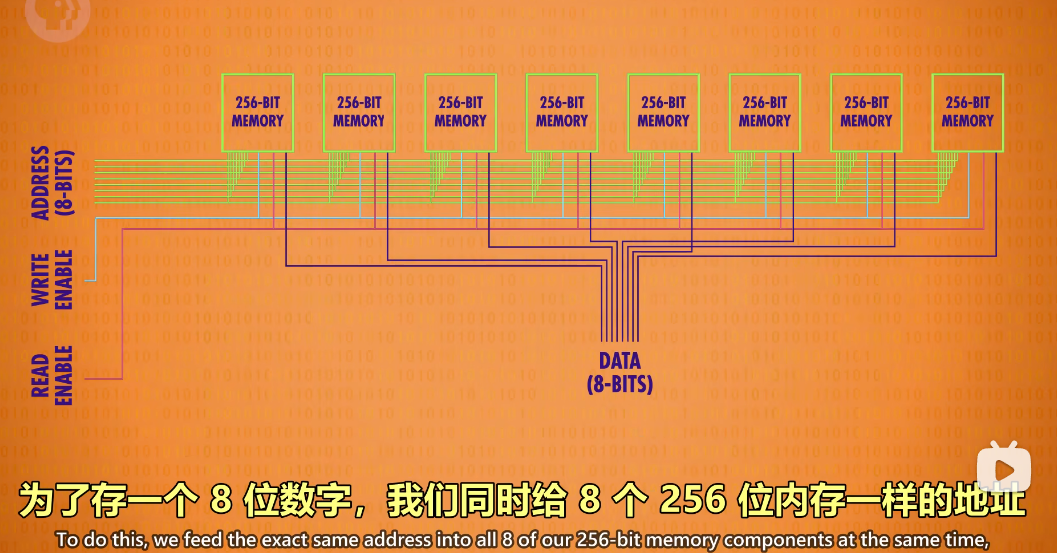 256-BIT
MEMORY
256-BIT
MEMORY
256-BIT
MEMORY
256-BIT
MEMORY
256-BIT
MEMORY
256-BIT
MEMORY
256-BIT
MEMORY
256-BIT
MEMORY
ADDRESS
(8-BITS)
WRITE
ENABLE
READ
ENABLE
DATA
(8-BITS)
为了存一个 8 位数字，我们同时给 8 个 256 位内存一样的地址
To do this, we feed the exact same address into all 8 of our 256-bit memory components at the same time,